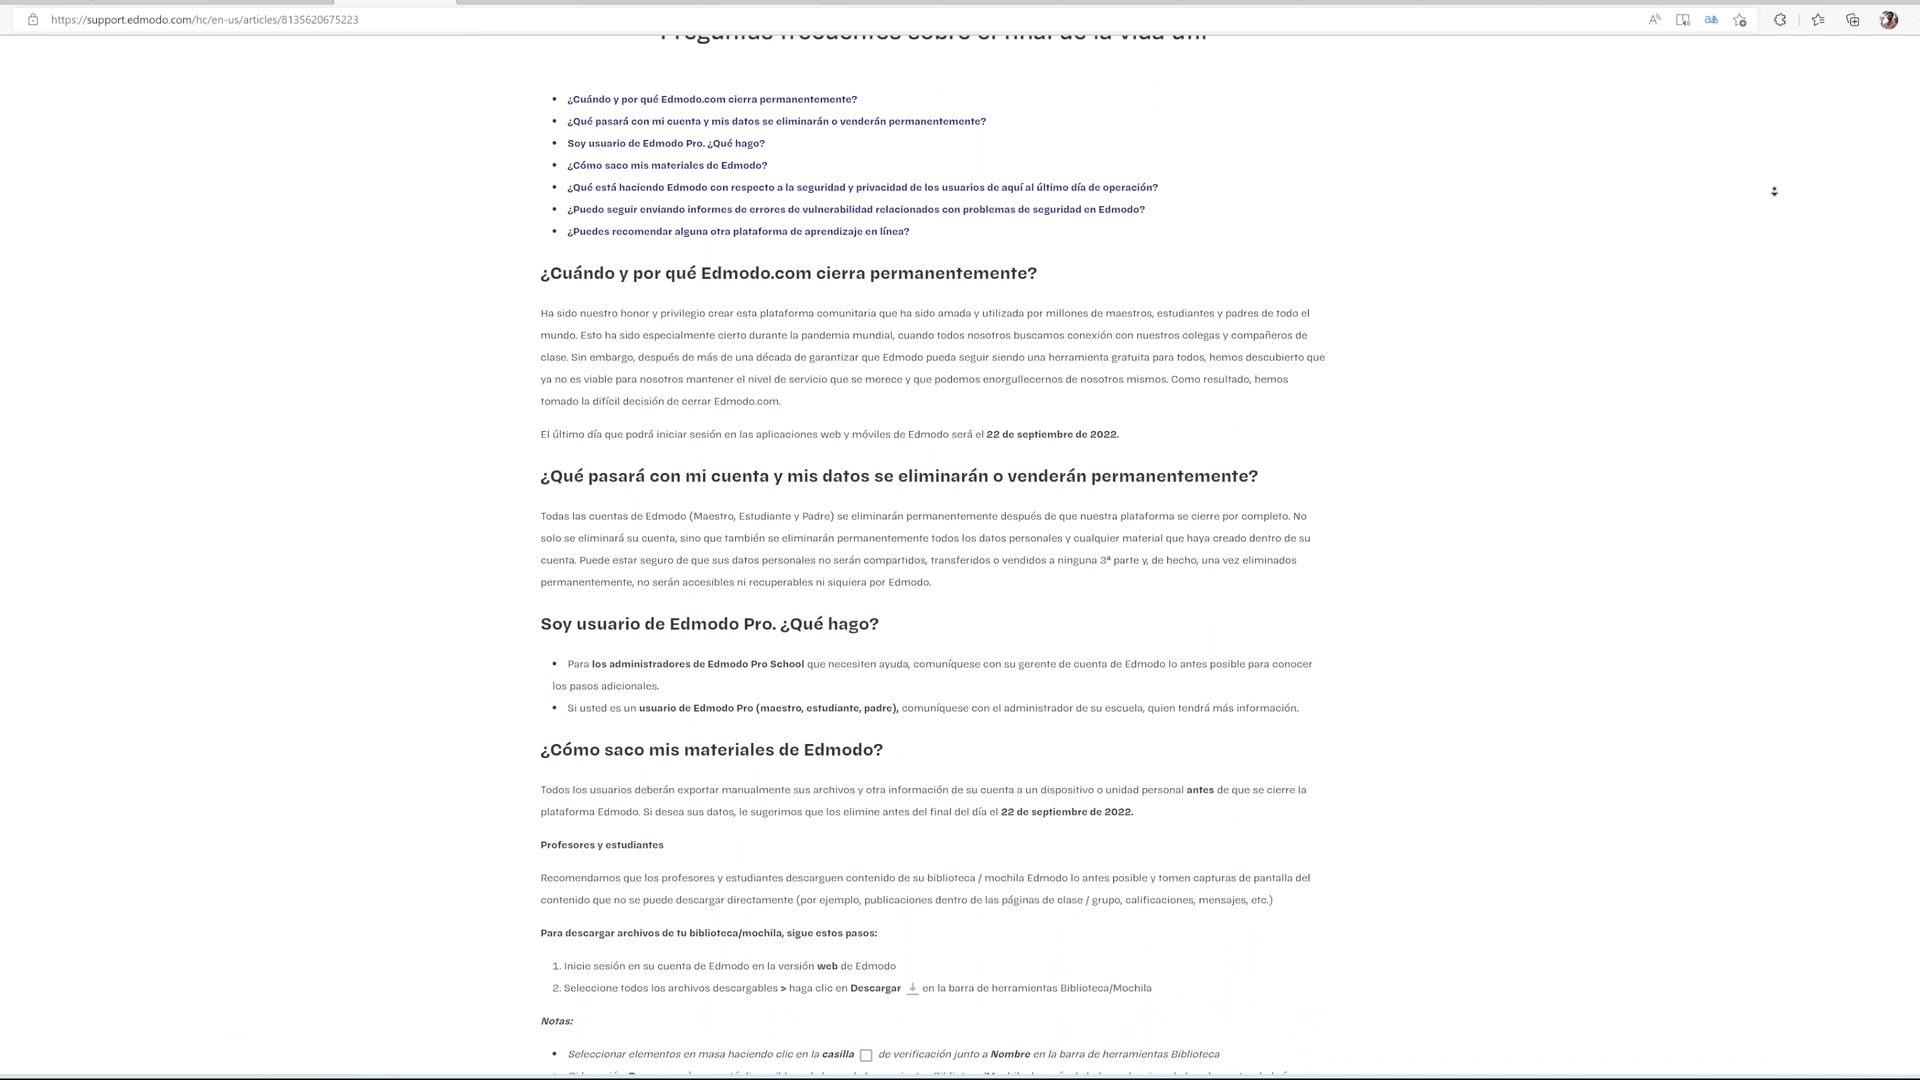 https://support.edmodo.com/hc/en-us/articles/8135620675223
Preguntas frecuentes sobre el final de la vida útil
¿Cuándo y por qué Edmodo.com cierra permanentemente?
¿Qué pasará con mi cuenta y mis datos se eliminarán o venderán permanentemente?
Soy usuario de Edmodo Pro. ¿Qué hago?
¿Cómo saco mis materiales de Edmodo?
¿Qué está haciendo Edmodo con respecto a la seguridad y privacidad de los usuarios de aquí al último día de operación?
¿Puedo seguir enviando informes de errores de vulnerabilidad relacionados con problemas de seguridad en Edmodo?
¿Puedes recomendar alguna otra plataforma de aprendizaje en línea?
¿Cuándo y por qué Edmodo.com cierra permanentemente?
Ha sido nuestro honor y privilegio crear esta plataforma comunitaria que ha sido amada y utilizada por millones de maestros, estudiantes y padres de todo el
mundo. Esto ha sido especialmente cierto durante la pandemia mundial, cuando todos nosotros buscamos conexión con nuestros colegas y compañeros de
clase. Sin embargo, después de más de una década de garantizar que Edmodo pueda seguir siendo una herramienta gratuita para todos, hemos descubierto que
ya no es viable para nosotros mantener el nivel de servicio que se merece y que podemos enorgullecernos de nosotros mismos. Como resultado, hemos
tomado la difícil decisión de cerrar Edmodo.com.
El último día que podrá iniciar sesión en las aplicaciones web y móviles de Edmodo será el 22 de septiembre de 2022.
¿Qué pasará con mi cuenta y mis datos se eliminarán o venderán permanentemente?
Todas las cuentas de Edmodo (Maestro, Estudiante y Padre) se eliminarán permanentemente después de que nuestra plataforma se cierre por completo. No
solo se eliminará su cuenta, sino que también se eliminarán permanentemente todos los datos personales y cualquier material que haya creado dentro de su
cuenta. Puede estar seguro de que sus datos personales no serán compartidos, transferidos o vendidos a ninguna 3ª parte y, de hecho, una vez eliminados
permanentemente, no serán accesibles ni recuperables ni siquiera por Edmodo.
Soy usuario de Edmodo Pro. ¿Qué hago?
Para los administradores de Edmodo Pro School que necesiten ayuda, comuníquese con su gerente de cuenta de Edmodo lo antes posible para conocer
los pasos adicionales.
Si usted es un usuario de Edmodo Pro (maestro, estudiante, padre), comuníquese con el administrador de su escuela, quien tendrá más información.
¿Cómo saco mis materiales de Edmodo?
Todos los usuarios deberán exportar manualmente sus archivos y otra información de su cuenta a un dispositivo o unidad personal antes de que se cierre la
plataforma Edmodo. Si desea sus datos, le sugerimos que los elimine antes del final del día el 22 de septiembre de 2022.
Profesores y estudiantes
Recomendamos que los profesores y estudiantes descarguen contenido de su biblioteca / mochila Edmodo lo antes posible y tomen capturas de pantalla del
contenido que no se puede descargar directamente (por ejemplo, publicaciones dentro de las páginas de clase / grupo, calificaciones, mensajes, etc.)
Para descargar archivos de tu biblioteca/mochila, sigue estos pasos:
1. Inicie sesión en su cuenta de Edmodo en la versión web de Edmodo
2. Seleccione todos los archivos descargables > haga clic en Descargar en la barra de herramientas Biblioteca/Mochila
Notas:
Seleccionar elementos en masa haciendo clic en la casilla de verificación junto a Nombre en la barra de herramientas Biblioteca